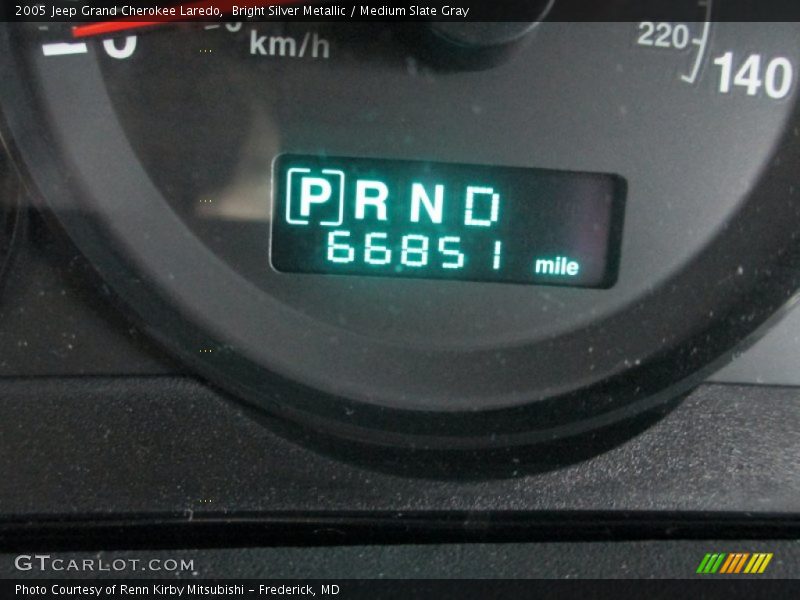 2005 Jeep Grand Cherokee Laredo, Bright Silver Metallic / Medium Slate Gray
km/h
220
140
P R N D
66851 mile
GTCARLOT.COM
Photo Courtesy of Renn Kirby Mitsubishi - Frederick, MD